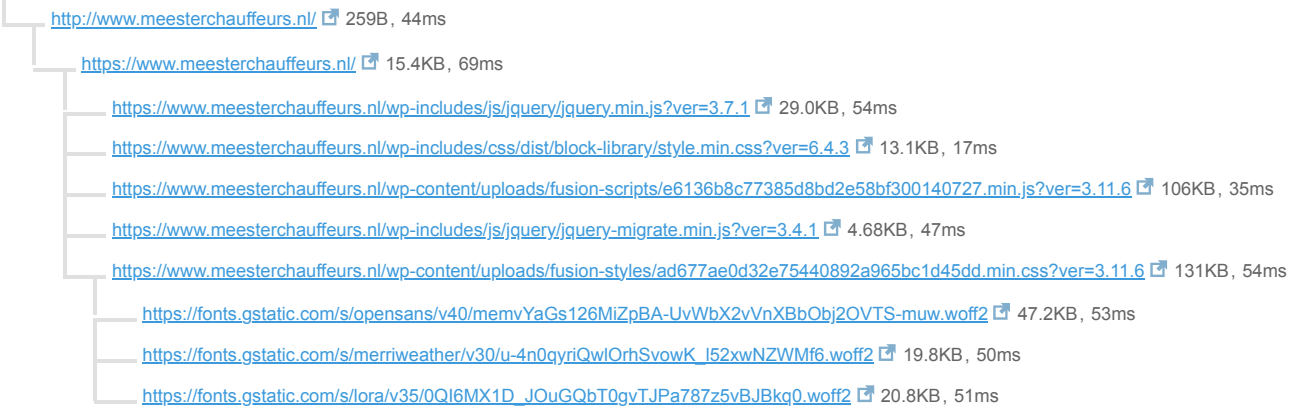 http://www.meesterchauffeurs.nl/ 259B, 44ms
https://www.meesterchauffeurs.nl/ 15.4KB, 69ms
https://www.meesterchauffeurs.nl/wp-includes/js/jquery/jquery.min.js?ver=3.7.1 29.0KB, 54ms
https://www.meesterchauffeurs.nl/wp-includes/css/dist/block-library/style.min.css?ver=6.4.3 13.1KB, 17ms
https://www.meesterchauffeurs.nl/wp-content/uploads/fusion-scripts/e6136b8c77385d8bd2e58bf300140727.min.js?ver=3.11.6 106KB, 35ms
https://www.meesterchauffeurs.nl/wp-includes/js/jquery/jquery-migrate.min.js?ver=3.4.1 4.68KB, 47ms
https://www.meesterchauffeurs.nl/wp-content/uploads/fusion-styles/ad677ae0d32e75440892a965bc1d45dd.min.css?ver=3.11.6 131KB, 54ms
https://fonts.gstatic.com/s/opensans/v40/memvYaGs126MiZpBA-UvWbX2vVnXBbObj2OVTS-muw.woff2 47.2KB, 53ms
https://fonts.gstatic.com/s/merriweather/v30/u-4n0qyriQwlOrhSvowK_l52xwNZWMf6.woff2 19.8KB, 50ms
https://fonts.gstatic.com/s/lora/v35/0QI6MX1D_JOuGQbT0gvTJPa787z5vBJBkq0.woff2 20.8KB, 51ms